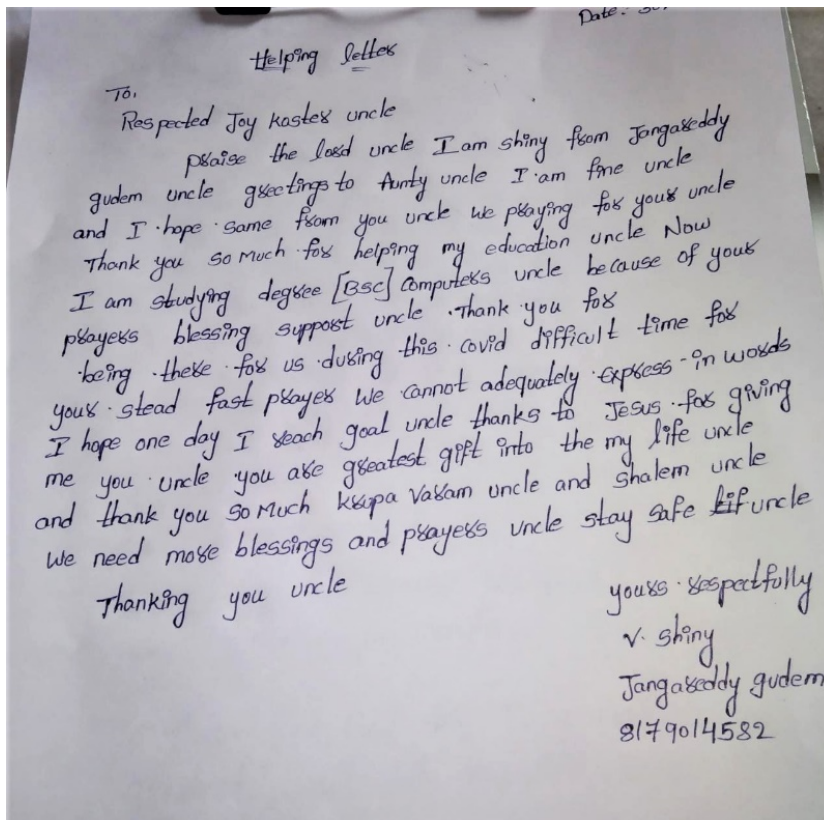 Date: 30
Helping letter
To,
Respected Joy kaster uncle
praise the lord uncle I am shiny from Jangareddy
gudem uncle greetings to Aunty uncle I am fine uncle
and I hope same from you uncle we praying for your uncle
Thank you so much for helping my education uncle Now
I am studying degree [BSC] computers uncle because of your
prayers blessing support uncle. Thank you for
being there for us during this covid difficult time for
your stead fast prayer we cannot adequately express in words
I hope one day I reach goal uncle thanks to Jesus for giving
me you uncle you are greatest gift into the my life uncle
and thank you so much krupa varam uncle and shalem uncle
we need more blessings and prayers uncle stay safe uncle
Thanking you uncle
yours respectfully
V. Shiny
Jangareddy gudem
8179014582